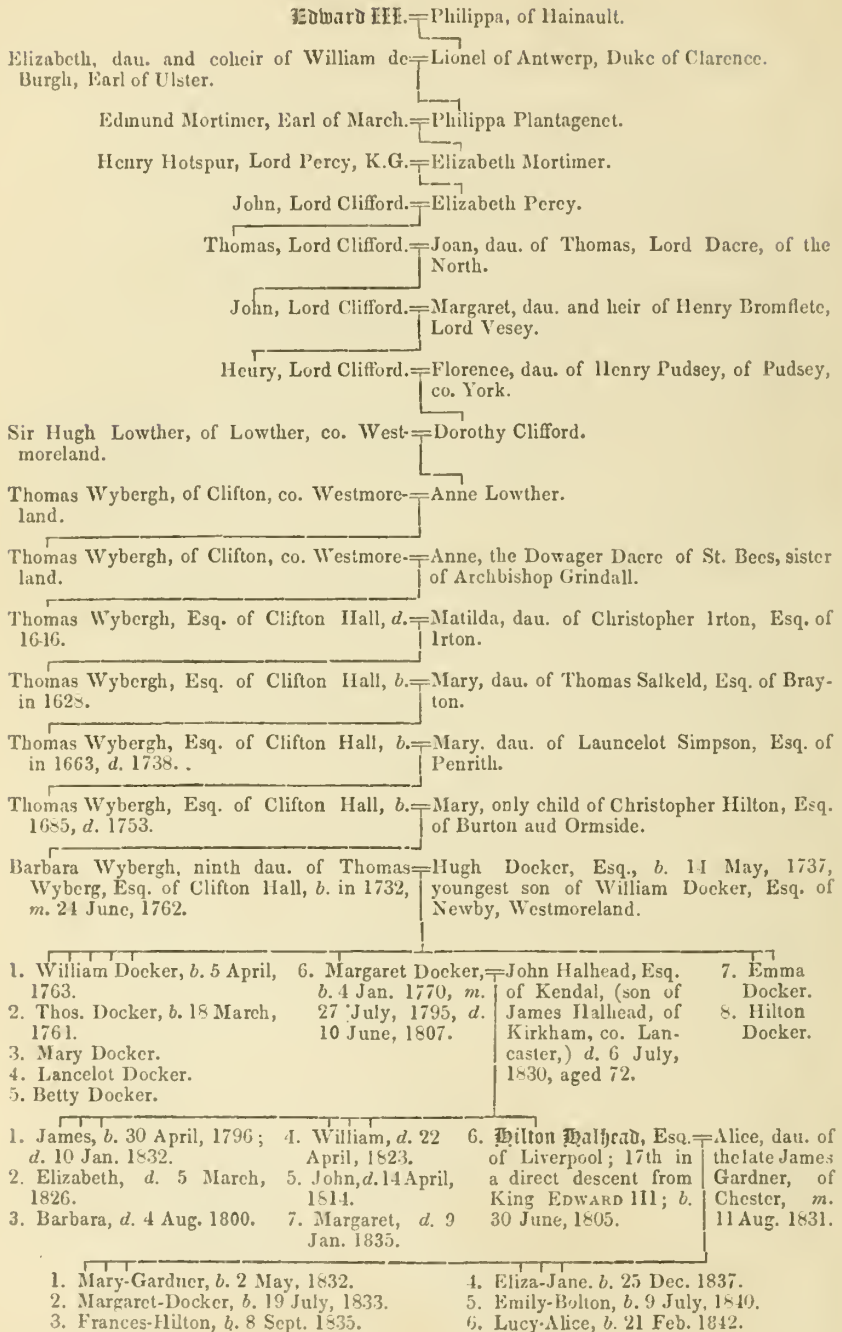 Edward III.=Philippa, of Hainault.
Elizabeth, dau. and coheir of William de=Lionel of Antwerp, Duke of Clarence.
Burgh, Earl of Ulster.
Edmund Mortimer, Earl of March.=Philippa Plantagenet.
Henry Hotspur, Lord Percy, K.G.=Elizabeth Mortimer.
John, Lord Clifford.=Elizabeth Percy.
Thomas, Lord Clifford.=Joan, dau. of Thomas, Lord Dacre, of the
North.
John, Lord Clifford.=Margaret, dau. and heir of Henry Bromflete,
Lord Vesey.
Henry, Lord Clifford.=Florence, dau. of Henry Pudsey, of Pudsey,
co. York.
Sir Hugh Lowther, of Lowther, co. West-=Dorothy Clifford.
moreland.
Thomas Wybergh, of Clifton, co. Westmore-=Anne Lowther.
land.
Thomas Wybergh, of Clifton, co. Westmore-=Anne, the Dowager Dacre of St. Bees, sister
land. of Archbishop Grindall.
Thomas Wybergh, Esq. of Clifton Hall, d.=Matilda, dau. of Christopher Irton, Esq. of
1646. Irton.
Thomas Wybergh, Esq. of Clifton Hall, b.=Mary, dau. of Thomas Salkeld, Esq. of Bray-
in 1628. ton.
Thomas Wybergh, Esq. of Clifton Hall, b.=Mary. dau. of Launcelot Simpson, Esq. of
in 1663, d. 1738. . Penrith.
Thomas Wybergh, Esq. of Clifton Hall, b.=Mary, only child of Christopher Hilton, Esq.
1685, d. 1753. of Burton and Ormside.
Barbara Wybergh, ninth dau. of Thomas=Hugh Docker, Esq., b. 14 May, 1737,
Wyberg, Esq. of Clifton Hall, b. in 1732, youngest son of William Docker, Esq. of
m. 24 June, 1762. Newby, Westmoreland.
1. William Docker, b. 5 April,
1763.
2. Thos. Docker, b. 18 March,
1764.
3. Mary Docker.
4. Lancelot Docker.
5. Betty Docker.
6. Margaret Docker,=John Halhead, Esq.
b. 4 Jan. 1770, m. of Kendal, (son of
27 July, 1795, d. James Halhead, of
10 June, 1807. Kirkham, co. Lan-
caster,) d. 6 July,
1830, aged 72.
7. Emma
Docker.
8. Hilton
Docker.
1. James, b. 30 April, 1796;
d. 10 Jan. 1832.
2. Elizabeth, d. 5 March,
1826.
3. Barbara, d. 4 Aug. 1800.
4. William, d. 22
April, 1823.
5. John, d. 14 April,
1814.
7. Margaret, d. 9
Jan. 1835.
6. Hilton Halhead, Esq.=Alice, dau. of
of Liverpool; 17th in the late James
a direct descent from Gardner, of
King EDWARD III; b. Chester, m.
30 June, 1805. 11 Aug. 1831.
1. Mary-Gardner, b. 2 May, 1832.
2. Margaret-Docker, b. 19 July, 1833.
3. Frances-Hilton, b. 8 Sept. 1835.
4. Eliza-Jane. b. 25 Dec. 1837.
5. Emily-Bolton, b. 9 July, 1840.
6. Lucy-Alice, b. 21 Feb. 1842.